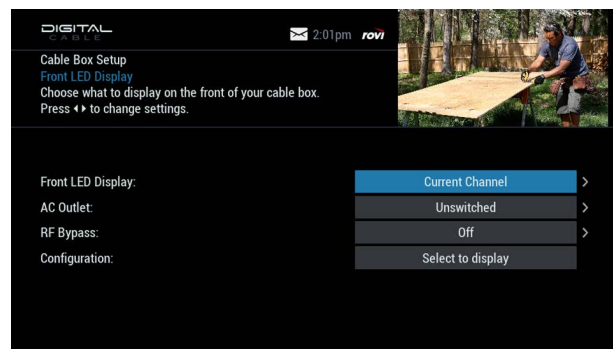 DIGITAL
CABLE
2:01pm rovi
Cable Box Setup
Front LED Display
Choose what to display on the front of your cable box.
Press ◂ ▸ to change settings.
Front LED Display: Current Channel >
AC Outlet: Unswitched >
RF Bypass: Off >
Configuration: Select to display